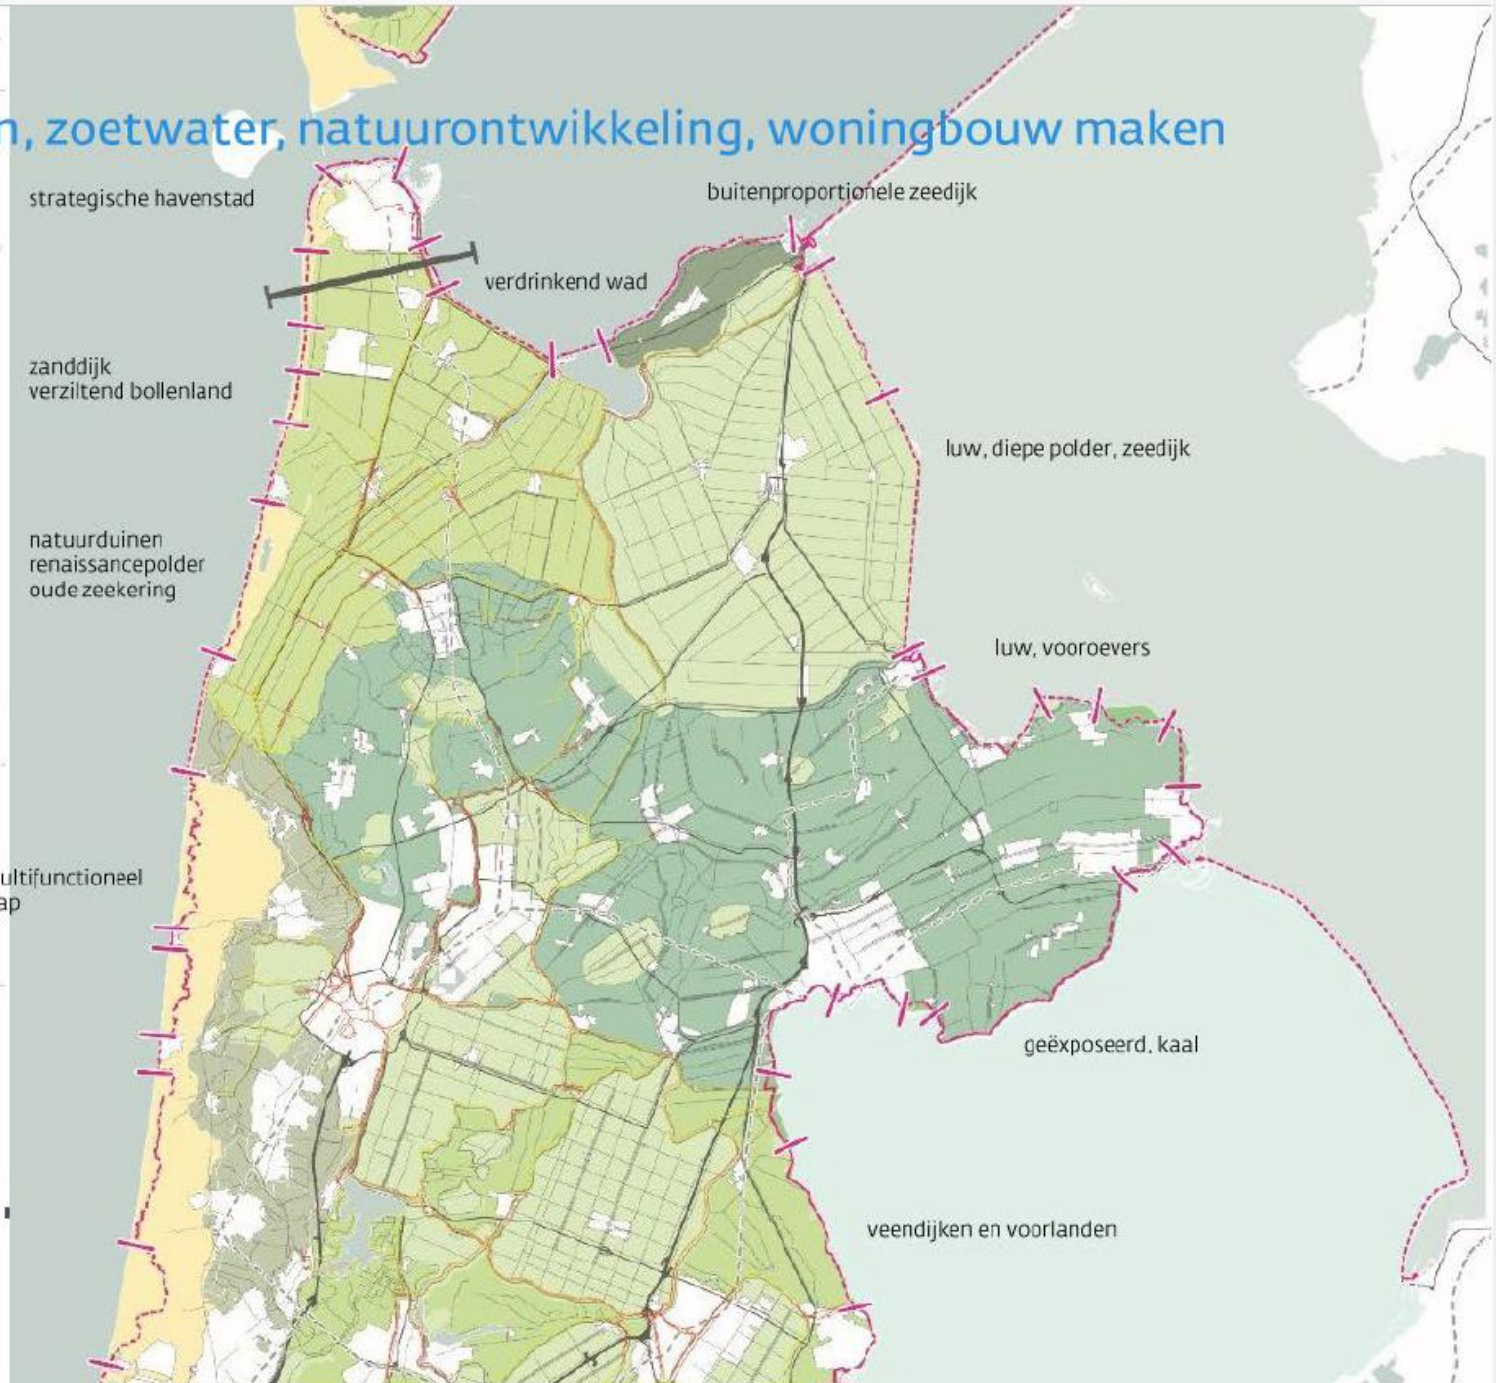 n, zoetwater, natuurontwikkeling, woningbouw maken
strategische havenstad
buitenproportionele zeedijk
verdrinkend wad
zanddijk
verziltend bollenland
luw, diepe polder, zeedijk
natuurduinen
renaissancepolder
oude zeekering
luw, vooroevers
ultifunctioneel
ap
geëxposeerd, kaal
veendijken en voorlanden